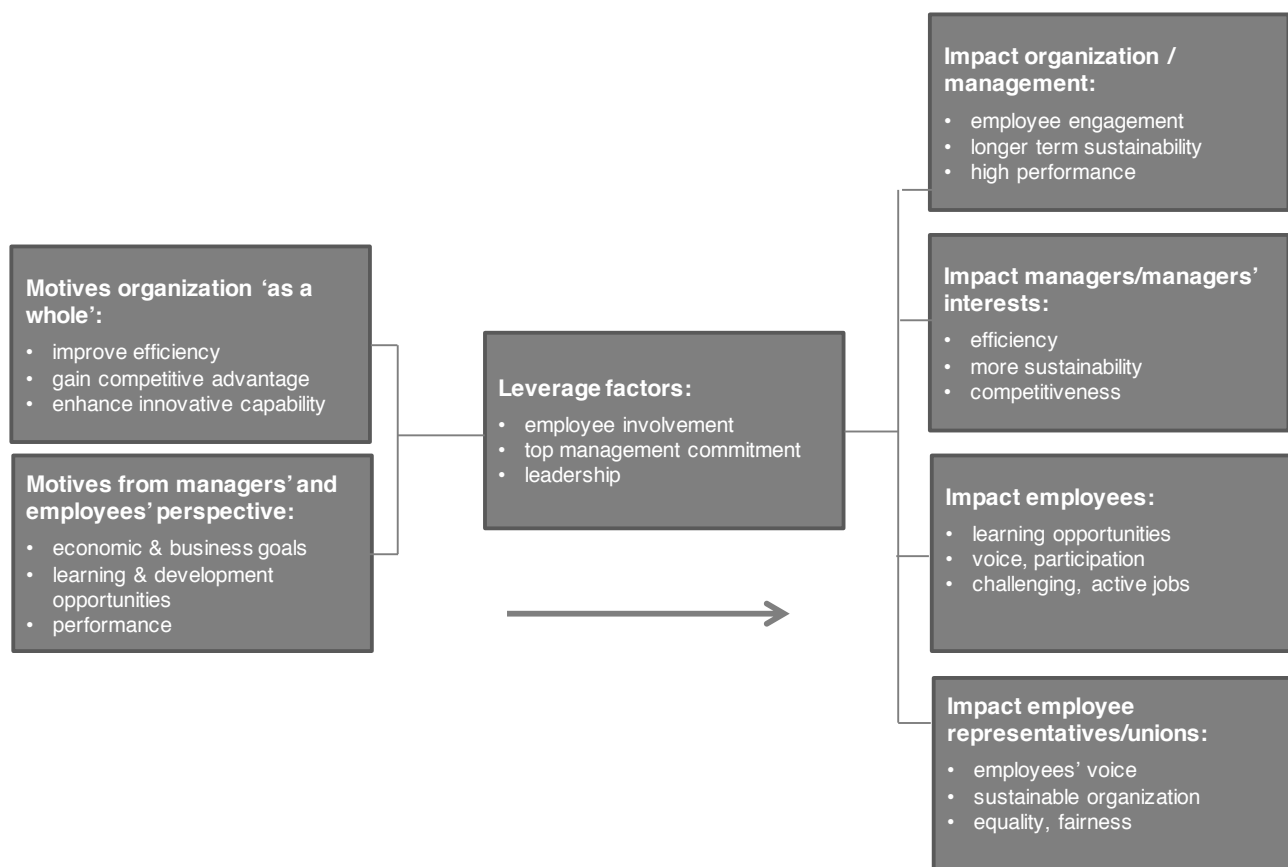 Motives organization ‘as a
whole’:
• improve efficiency
• gain competitive advantage
• enhance innovative capability
Motives from managers’ and
employees’ perspective:
• economic & business goals
• learning & development
opportunities
• performance
Leverage factors:
• employee involvement
• top management commitment
• leadership
Impact organization /
management:
• employee engagement
• longer term sustainability
• high performance
Impact managers/managers’
interests:
• efficiency
• more sustainability
• competitiveness
Impact employees:
• learning opportunities
• voice, participation
• challenging, active jobs
Impact employee
representatives/unions:
• employees’ voice
• sustainable organization
• equality, fairness